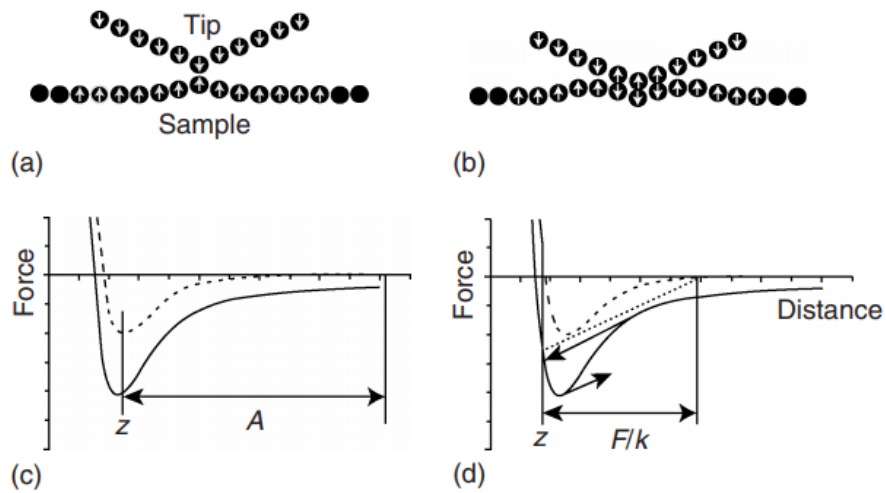 Tip
Sample
(a)
(b)
Force
z
A
(c)
Force
Distance
z
F/k
(d)